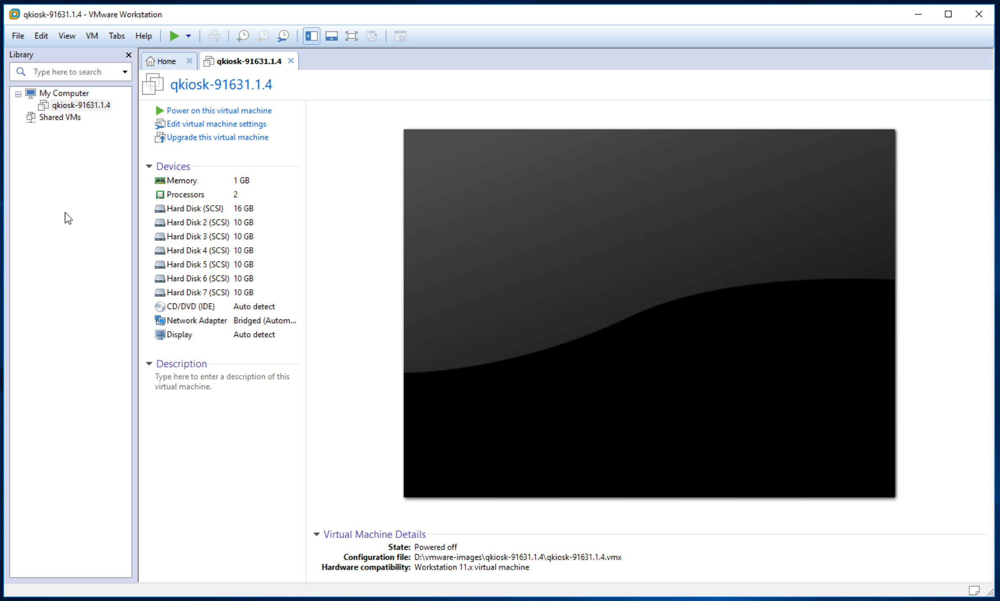 qkiosk-91631.1.4 - VMware Workstation
File Edit View VM Tabs Help
Library
Type here to search
My Computer
qkiosk-91631.1.4
Shared VMs
Home qkiosk-91631.1.4
qkiosk-91631.1.4
Power on this virtual machine
Edit virtual machine settings
Upgrade this virtual machine
Devices
Memory 1 GB
Processors 2
Hard Disk (SCSI) 16 GB
Hard Disk 2 (SCSI) 10 GB
Hard Disk 3 (SCSI) 10 GB
Hard Disk 4 (SCSI) 10 GB
Hard Disk 5 (SCSI) 10 GB
Hard Disk 6 (SCSI) 10 GB
Hard Disk 7 (SCSI) 10 GB
CD/DVD (IDE) Auto detect
Network Adapter Bridged (Autom...
Display Auto detect
Description
Type here to enter a description of this
virtual machine.
Virtual Machine Details
State: Powered off
Configuration file: D:\vmware-images\qkiosk-91631.1.4\qkiosk-91631.1.4.vmx
Hardware compatibility: Workstation 11.x virtual machine